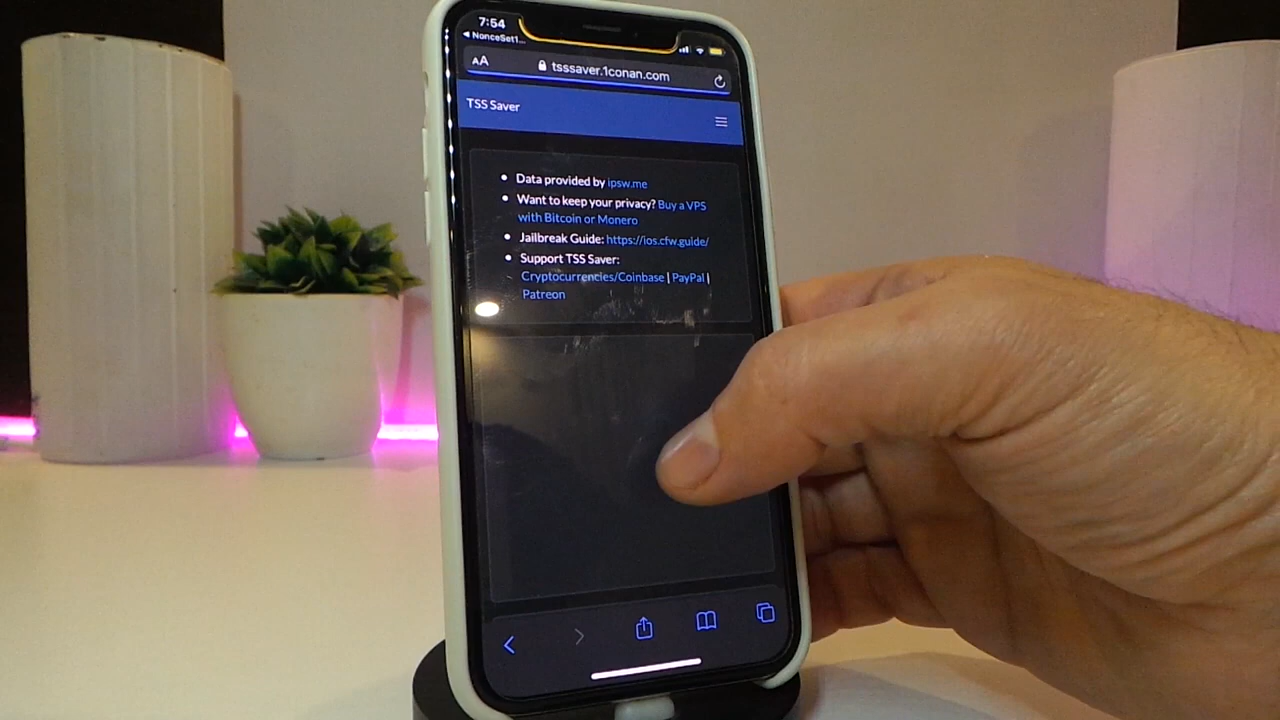 7:54
NonceSet1...
AA
tsssaver.1conan.com
TSS Saver
Data provided by ipsw.me
Want to keep your privacy? Buy a VPS
with Bitcoin or Monero
Jailbreak Guide: https://ios.cfw.guide/
Support TSS Saver:
Cryptocurrencies/Coinbase | PayPal |
Patreon